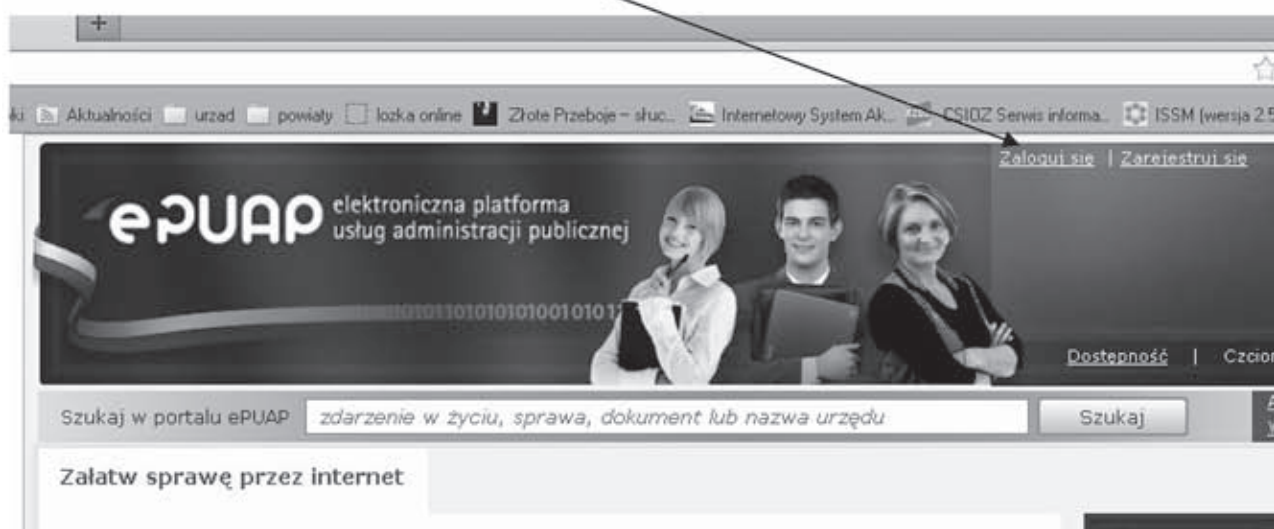 +
Aktualności urzad powiaty lozka online Złote Przeboje – słuc... Internetowy System Ak... CSIOZ Serwis informa... ISSM (wersja 2.5
Zaloguj się | Zarejestruj się
ePUAP elektroniczna platforma
usług administracji publicznej
010110101010100101011
Dostępność | Czcion
Szukaj w portalu ePUAP zdarzenie w życiu, sprawa, dokument lub nazwa urzędu Szukaj
Załatw sprawę przez internet